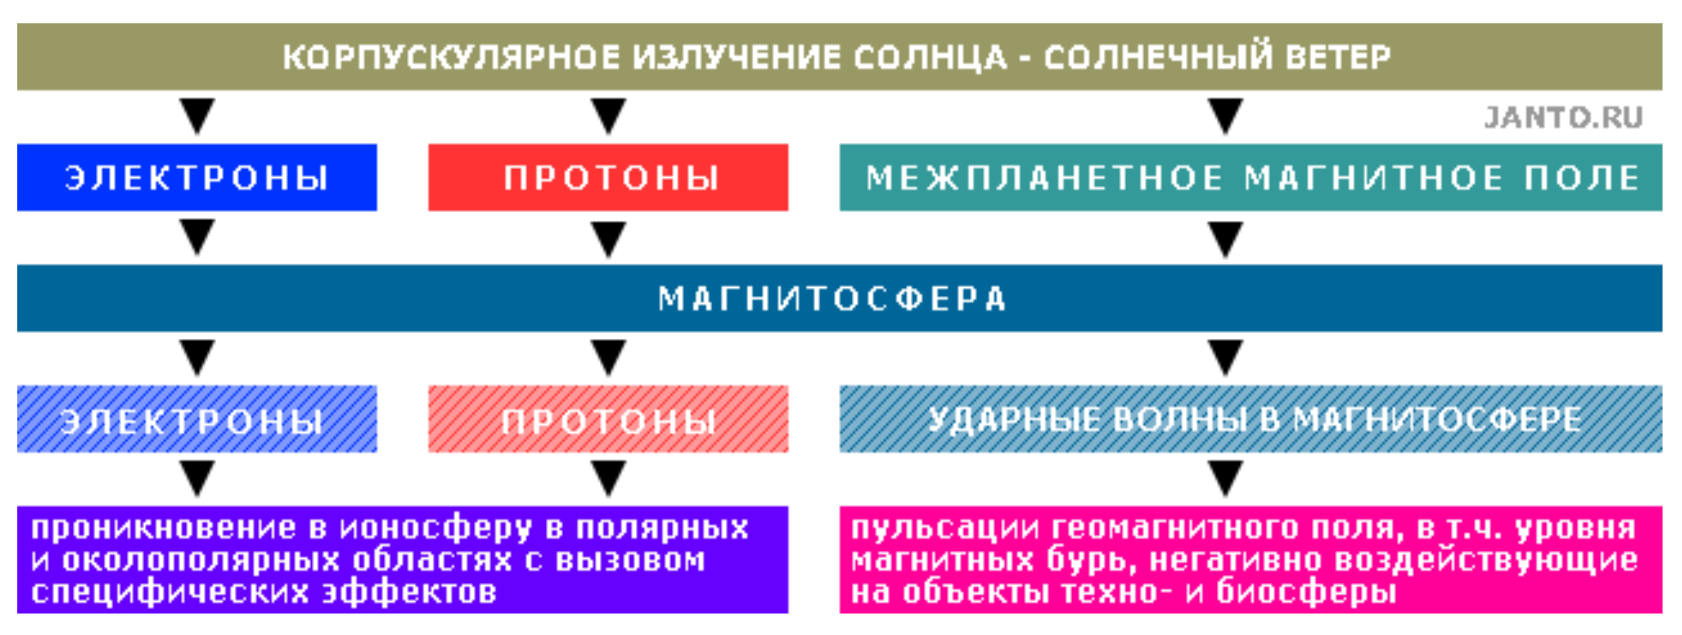 КОРПУСКУЛЯРНОЕ ИЗЛУЧЕНИЕ СОЛНЦА - СОЛНЕЧНЫЙ ВЕТЕР
JANTO.RU
ЭЛЕКТРОНЫ
ПРОТОНЫ
МЕЖПЛАНЕТНОЕ МАГНИТНОЕ ПОЛЕ
МАГНИТОСФЕРА
ЭЛЕКТРОНЫ
ПРОТОНЫ
УДАРНЫЕ ВОЛНЫ В МАГНИТОСФЕРЕ
проникновение в ионосферу в полярных
и околополярных областях с вызовом
специфических эффектов
пульсации геомагнитного поля, в т.ч. уровня
магнитных бурь, негативно воздействующие
на объекты техно- и биосферы